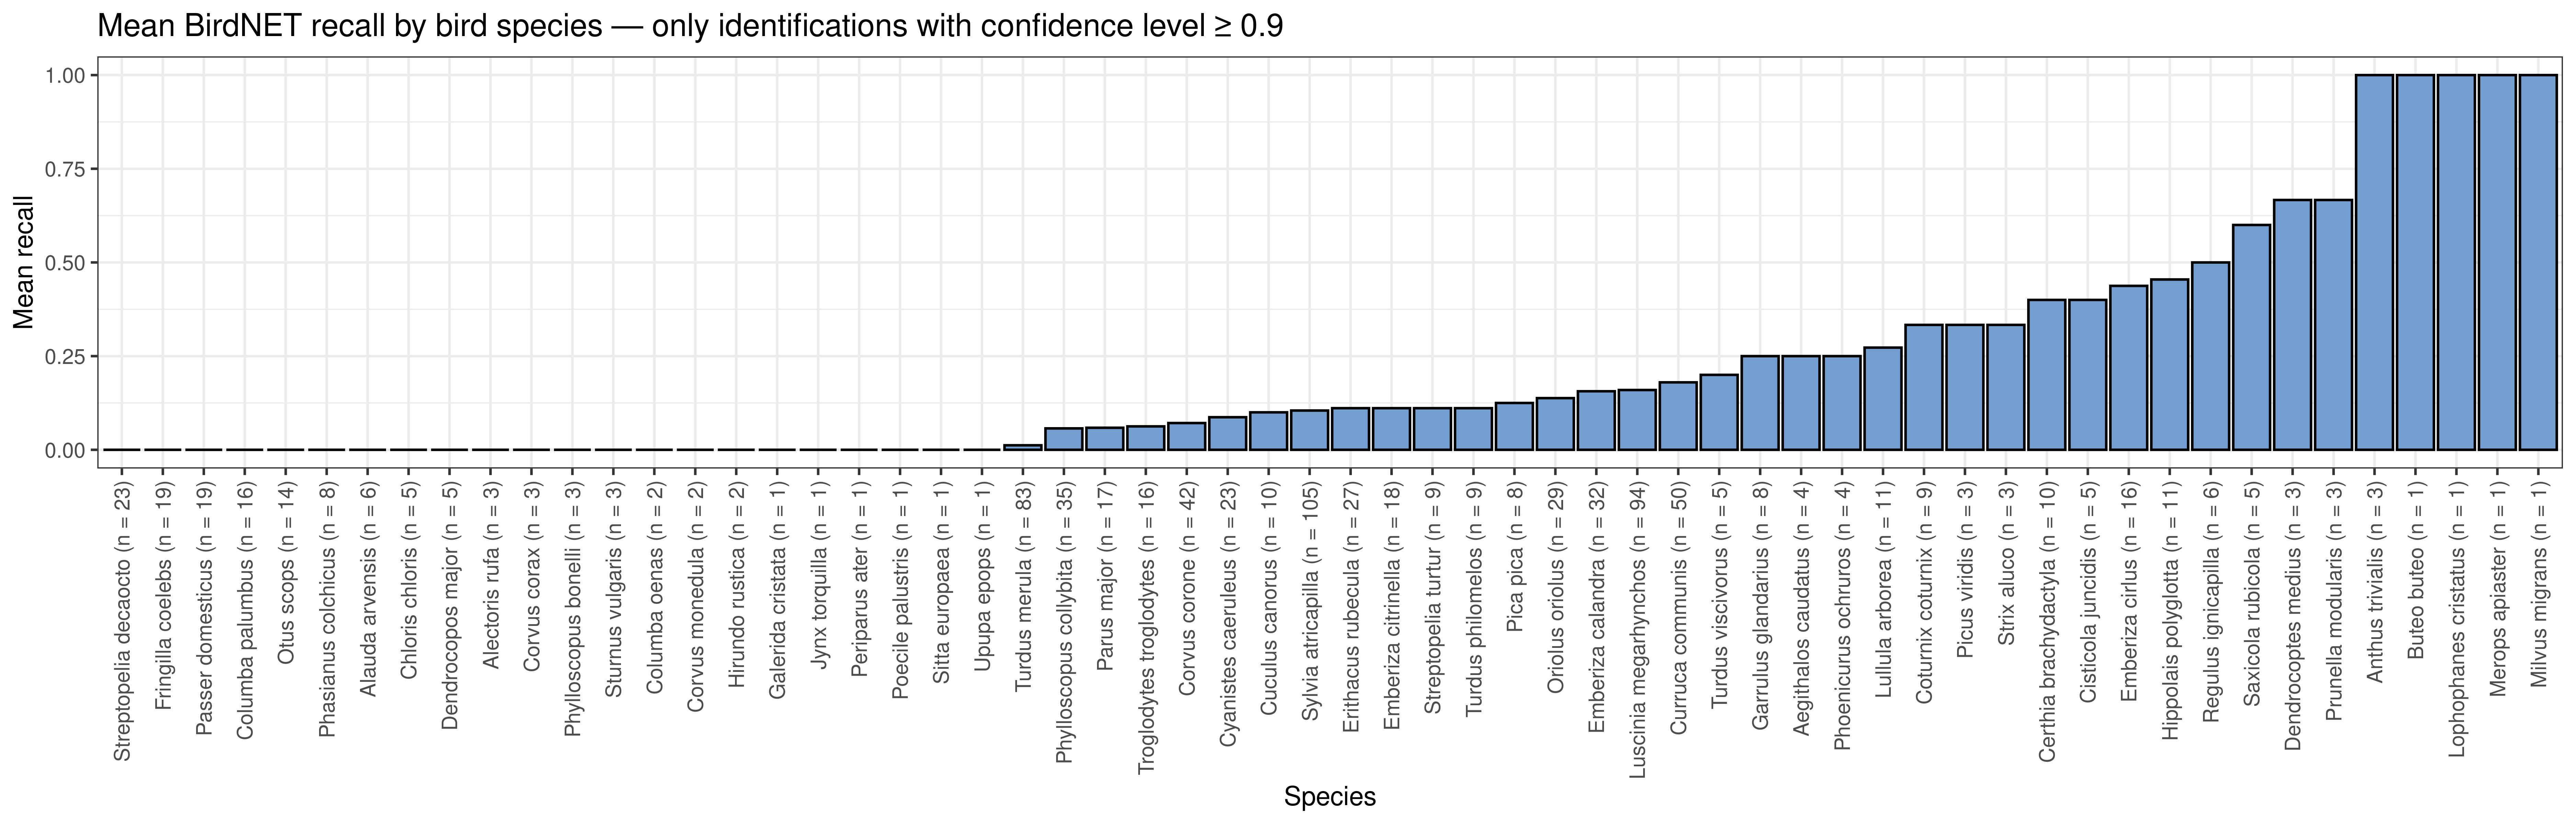 Mean BirdNET recall by bird species — only identifications with confidence level ≥ 0.9
1.00
0.75
0.50
0.25
0.00
Mean recall
Streptopelia decaocto (n = 23)
Fringilla coelebs (n = 19)
Passer domesticus (n = 19)
Columba palumbus (n = 16)
Otus scops (n = 14)
Phasianus colchicus (n = 8)
Alauda arvensis (n = 6)
Chloris chloris (n = 5)
Dendrocopos major (n = 5)
Alectoris rufa (n = 3)
Corvus corax (n = 3)
Phylloscopus bonelli (n = 3)
Sturnus vulgaris (n = 3)
Columba oenas (n = 2)
Corvus monedula (n = 2)
Hirundo rustica (n = 2)
Galerida cristata (n = 1)
Jynx torquilla (n = 1)
Periparus ater (n = 1)
Poecile palustris (n = 1)
Sitta europaea (n = 1)
Upupa epops (n = 1)
Turdus merula (n = 83)
Phylloscopus collybita (n = 35)
Parus major (n = 17)
Troglodytes troglodytes (n = 16)
Corvus corone (n = 42)
Cyanistes caeruleus (n = 23)
Cuculus canorus (n = 10)
Sylvia atricapilla (n = 105)
Erithacus rubecula (n = 27)
Emberiza citrinella (n = 18)
Streptopelia turtur (n = 9)
Turdus philomelos (n = 9)
Pica pica (n = 8)
Oriolus oriolus (n = 29)
Emberiza calandra (n = 32)
Luscinia megarhynchos (n = 94)
Curruca communis (n = 50)
Turdus viscivorus (n = 5)
Garrulus glandarius (n = 8)
Aegithalos caudatus (n = 4)
Phoenicurus ochruros (n = 4)
Lullula arborea (n = 11)
Coturnix coturnix (n = 9)
Picus viridis (n = 3)
Strix aluco (n = 3)
Certhia brachydactyla (n = 10)
Cisticola juncidis (n = 5)
Emberiza cirlus (n = 16)
Hippolais polyglotta (n = 11)
Regulus ignicapilla (n = 6)
Saxicola rubicola (n = 5)
Dendrocoptes medius (n = 3)
Prunella modularis (n = 3)
Anthus trivialis (n = 3)
Buteo buteo (n = 1)
Lophophanes cristatus (n = 1)
Merops apiaster (n = 1)
Milvus migrans (n = 1)
Species